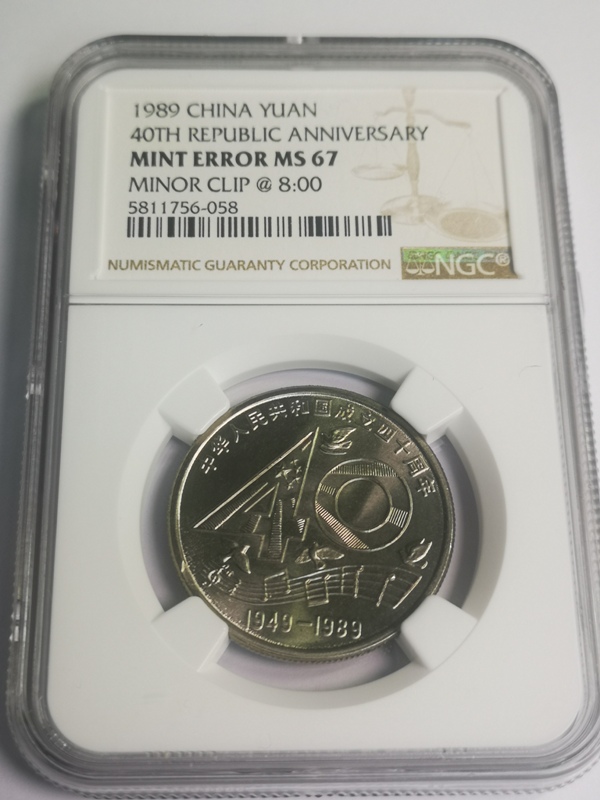 1989 CHINA YUAN
40TH REPUBLIC ANNIVERSARY
MINT ERROR MS 67
MINOR CLIP @ 8:00
5811756-058
NUMISMATIC GUARANTY CORPORATION
NGC®
中华人民共和国成立四十周年
40
1949-1989